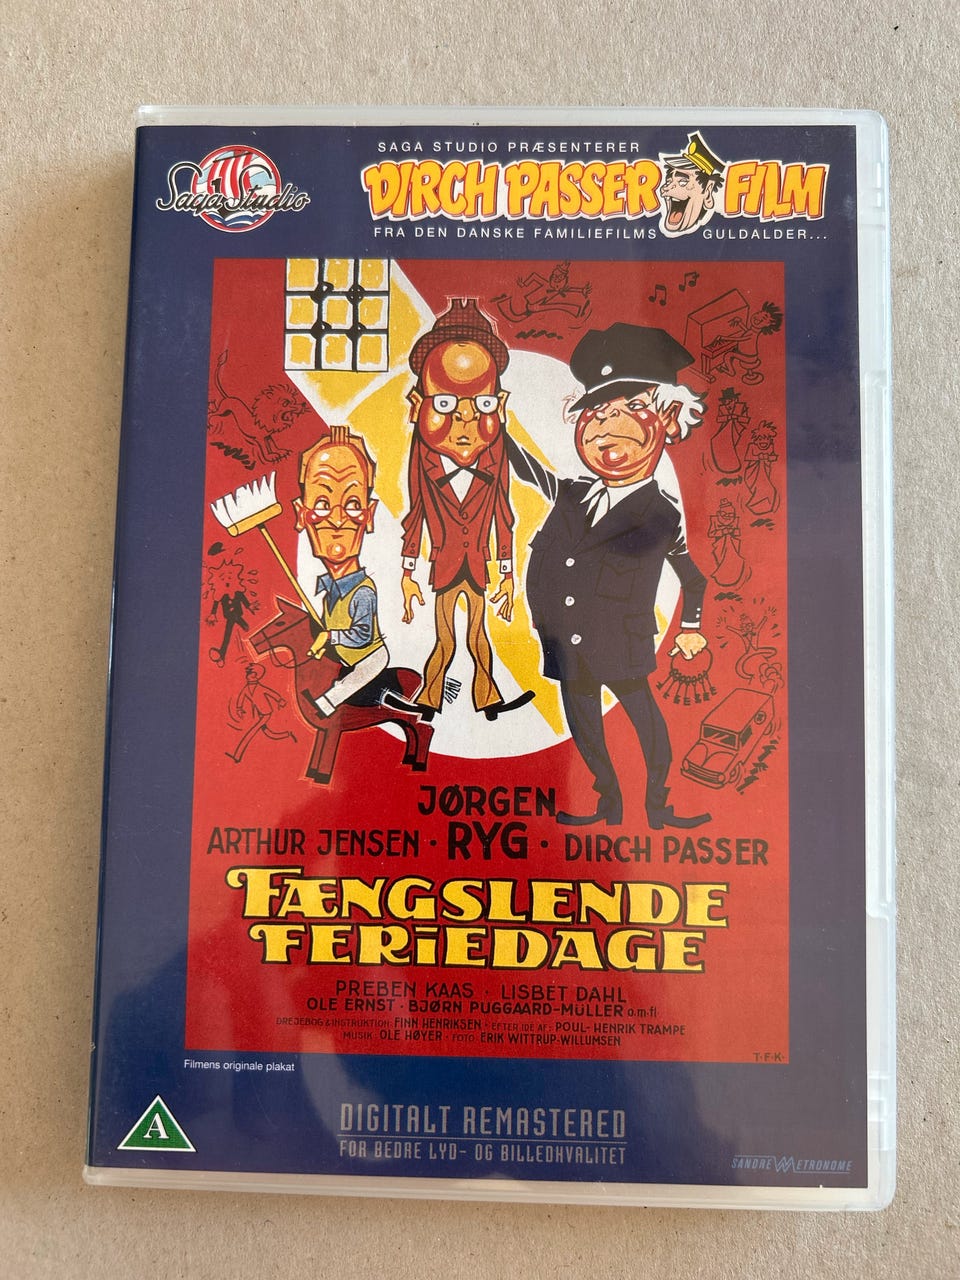 Saga Studio
SAGA STUDIO PRÆSENTERER
DIRCH PASSER FILM
FRA DEN DANSKE FAMILIEFILMS GULDALDER...
JØRGEN
ARTHUR JENSEN · RYG · DIRCH PASSER
FÆNGSLENDE
FERiEDAGE
PREBEN KAAS · LISBET DAHL
OLE ERNST · BJØRN PUGGAARD-MÜLLER o.m.fl.
DREJEBOG & INSTRUKTION: FINN HENRIKSEN · EFTER IDE AF: POUL-HENRIK TRAMPE
MUSIK: OLE HØYER · FOTO: ERIK WITTRUP-WILLUMSEN
T·F·K·
Filmens originale plakat
A
DIGITALT REMASTERED
FOR BEDRE LYD- OG BILLEDKVALITET
SANDREW METRONOME